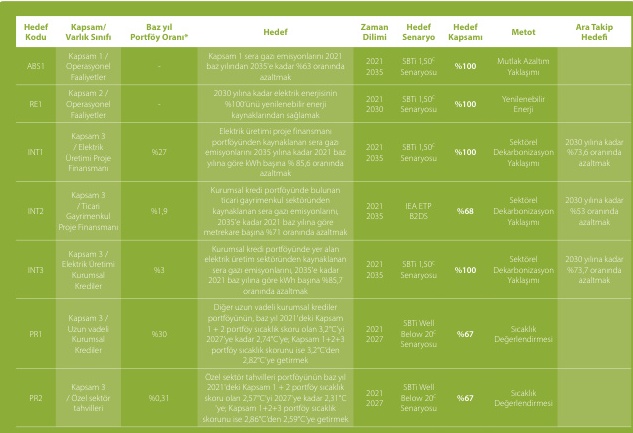 Hedef Kodu | Kapsam/ Varlık Sınıfı | Baz yıl Portföy Oranı* | Hedef | Zaman Dilimi | Hedef Senaryo | Hedef Kapsamı | Metot | Ara Takip Hedefi
ABS1 | Kapsam 1 / Operasyonel Faaliyetler | - | Kapsam 1 sera gazı emisyonlarını 2021 baz yılından 2035'e kadar %63 oranında azaltmak | 2021 2035 | SBTi 1,50ᶜ Senaryosu | %100 | Mutlak Azaltım Yaklaşımı
RE1 | Kapsam 2 / Operasyonel Faaliyetler | - | 2030 yılına kadar elektrik enerjisinin %100'ünü yenilenebilir enerji kaynaklarından sağlamak | 2021 2030 | SBTi 1,50ᶜ Senaryosu | %100 | Yenilenebilir Enerji
INT1 | Kapsam 3 / Elektrik Üretimi Proje Finansmanı | %27 | Elektrik üretimi proje finansmanı portföyünden kaynaklanan sera gazı emisyonlarını 2035 yılına kadar 2021 baz yılına göre kWh başına % 85,6 oranında azaltmak | 2021 2035 | SBTi 1,50ᶜ Senaryosu | %100 | Sektörel Dekarbonizasyon Yaklaşımı | 2030 yılına kadar %73,6 oranında azaltmak
INT2 | Kapsam 3 / Ticari Gayrimenkul Proje Finansmanı | %1,9 | Kurumsal kredi portföyünde bulunan ticari gayrimenkul sektöründen kaynaklanan sera gazı emisyonlarını, 2035'e kadar 2021 baz yılına göre metrekare başına %71 oranında azaltmak | 2021 2035 | IEA ETP B2DS | %68 | Sektörel Dekarbonizasyon Yaklaşımı | 2030 yılına kadar %53 oranında azaltmak
INT3 | Kapsam 3 / Elektrik Üretimi Kurumsal Krediler | %3 | Kurumsal kredi portföyünde yer alan elektrik üretim sektöründen kaynaklanan sera gazı emisyonlarını, 2035'e kadar 2021 baz yılına göre kWh başına %85,7 oranında azaltmak | 2021 2035 | SBTi 1,50ᶜ Senaryosu | %100 | Sektörel Dekarbonizasyon Yaklaşımı | 2030 yılına kadar %73,7 oranında azaltmak
PR1 | Kapsam 3 / Uzun vadeli Kurumsal Krediler | %30 | Diğer uzun vadeli kurumsal krediler portföyünün, baz yıl 2021'deki Kapsam 1 + 2 portföy sıcaklık skoru olan 3,2°C'yi 2027'ye kadar 2,74°C'ye; Kapsam 1+2+3 portföy sıcaklık skorunu ise 3,2°C'den 2,82°C'ye getirmek | 2021 2027 | SBTi Well Below 20ᶜ Senaryosu | %67 | Sıcaklık Değerlendirmesi
PR2 | Kapsam 3 / Özel sektör tahvilleri | %0,31 | Özel sektör tahvilleri portföyünün baz yıl 2021'deki Kapsam 1 + 2 portföy sıcaklık skoru olan 2,57°C'yi 2027'ye kadar 2,31°C 'ye; Kapsam 1+2+3 portföy sıcaklık skorunu ise 2,86°C'den 2,59°C'ye getirmek | 2021 2027 | SBTi Well Below 20ᶜ Senaryosu | %67 | Sıcaklık Değerlendirmesi